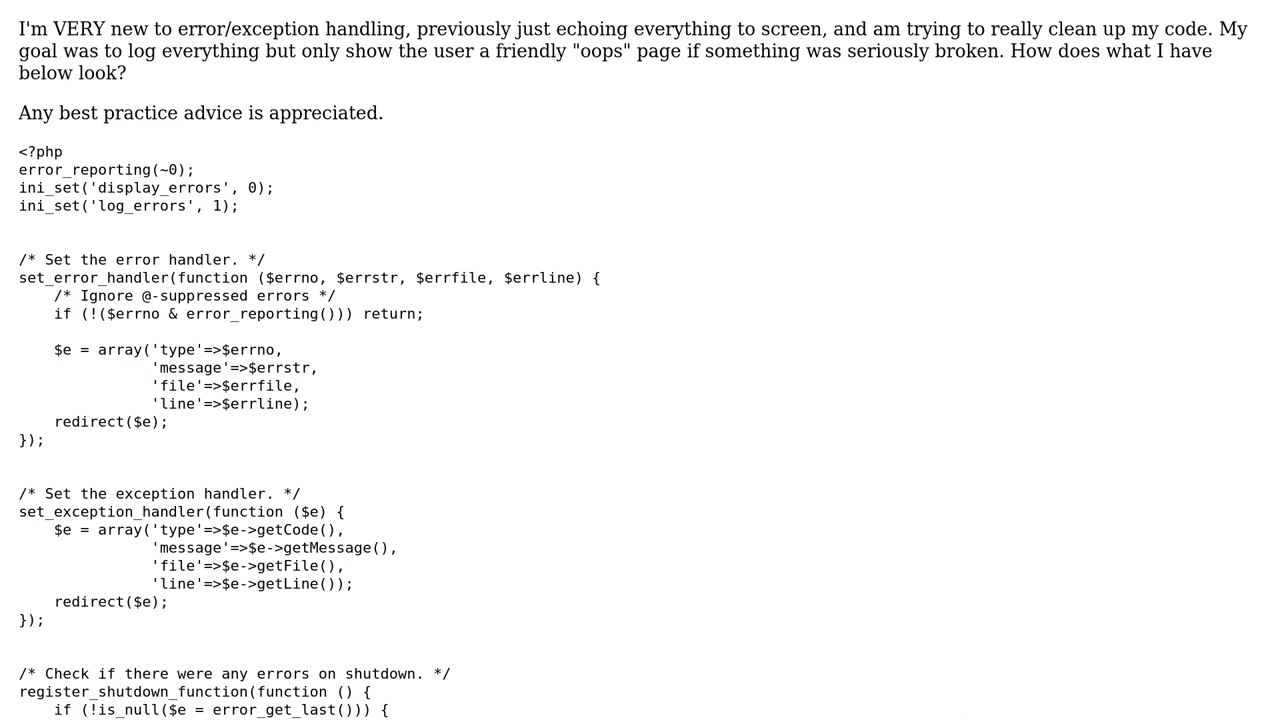 I'm VERY new to error/exception handling, previously just echoing everything to screen, and am trying to really clean up my code. My
goal was to log everything but only show the user a friendly "oops" page if something was seriously broken. How does what I have
below look?
Any best practice advice is appreciated.
<?php
error_reporting(~0);
ini_set('display_errors', 0);
ini_set('log_errors', 1);
/* Set the error handler. */
set_error_handler(function ($errno, $errstr, $errfile, $errline) {
    /* Ignore @-suppressed errors */
    if (!($errno & error_reporting())) return;
    $e = array('type'=>$errno,
               'message'=>$errstr,
               'file'=>$errfile,
               'line'=>$errline);
    redirect($e);
});
/* Set the exception handler. */
set_exception_handler(function ($e) {
    $e = array('type'=>$e->getCode(),
               'message'=>$e->getMessage(),
               'file'=>$e->getFile(),
               'line'=>$e->getLine());
    redirect($e);
});
/* Check if there were any errors on shutdown. */
register_shutdown_function(function () {
    if (!is_null($e = error_get_last())) {